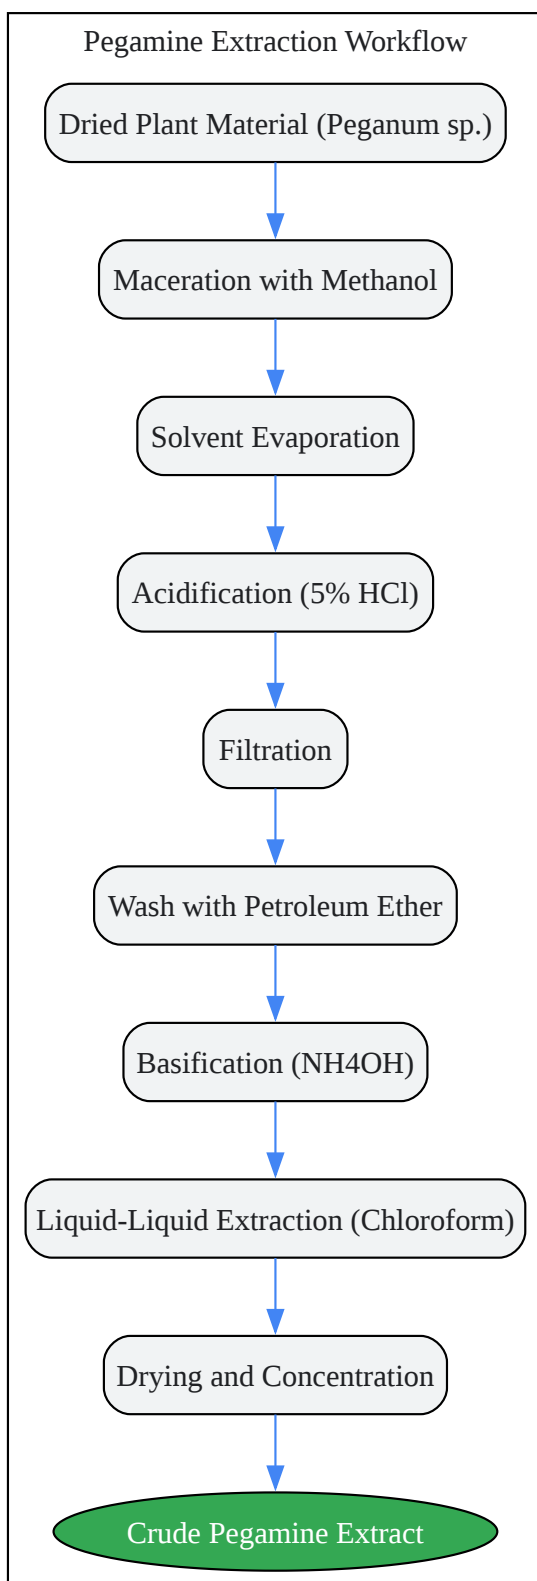 Pegamine Extraction Workflow
Dried Plant Material (Peganum sp.)
Maceration with Methanol
Solvent Evaporation
Acidification (5% HCl)
Filtration
Wash with Petroleum Ether
Basification (NH4OH)
Liquid-Liquid Extraction (Chloroform)
Drying and Concentration
Crude Pegamine Extract